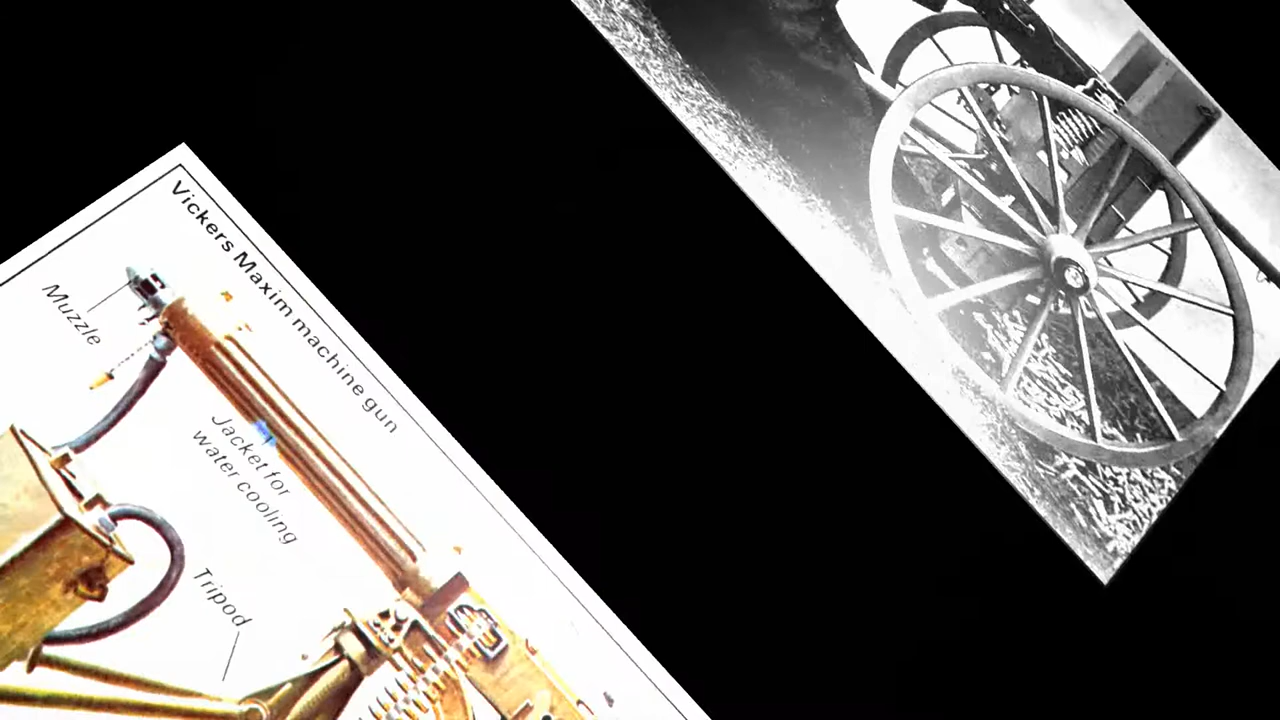 Vickers Maxim machine gun
Muzzle
Jacket for
water cooling
Tripod